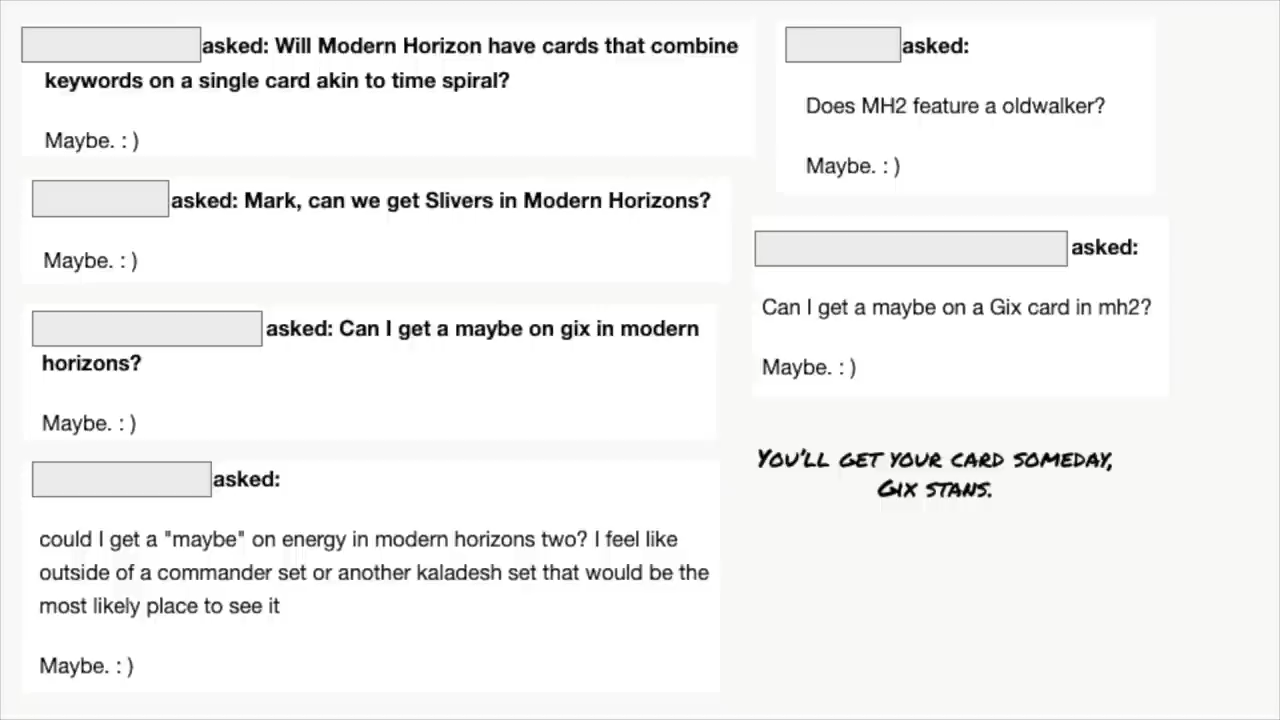 asked: Will Modern Horizon have cards that combine
keywords on a single card akin to time spiral?
Maybe. : )
asked: Mark, can we get Slivers in Modern Horizons?
Maybe. : )
asked: Can I get a maybe on gix in modern
horizons?
Maybe. : )
asked:
could I get a "maybe" on energy in modern horizons two? I feel like
outside of a commander set or another kaladesh set that would be the
most likely place to see it
Maybe. : )
asked:
Does MH2 feature a oldwalker?
Maybe. : )
asked:
Can I get a maybe on a Gix card in mh2?
Maybe. : )
You'll get your card someday,
Gix stans.